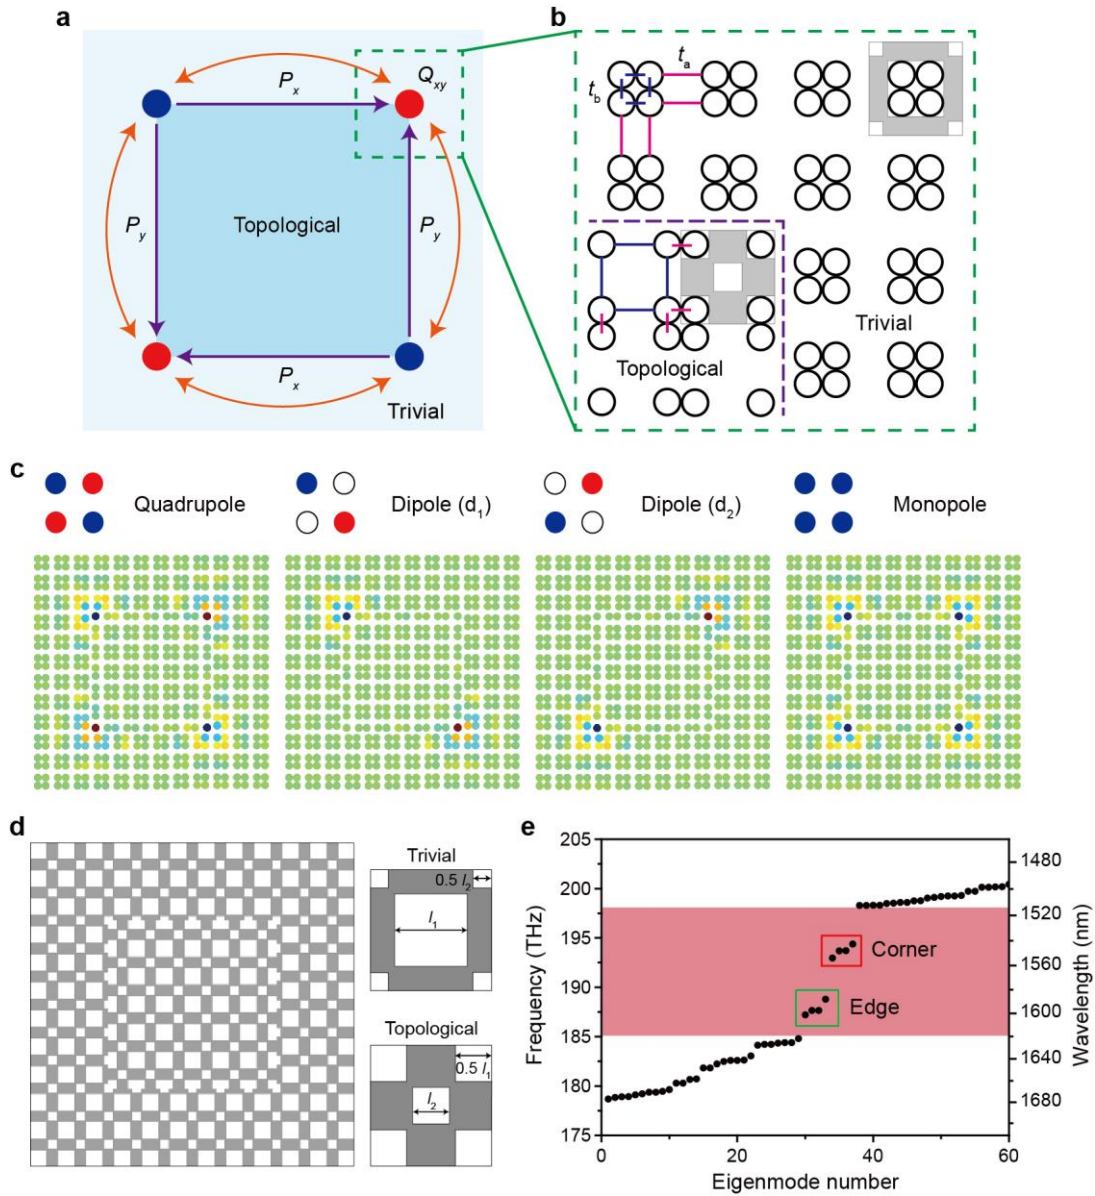 a
P_x
Q_xy
P_y
Topological
P_y
P_x
Trivial
b
t_a
t_b
Trivial
Topological
c
Quadrupole
Dipole (d_1)
Dipole (d_2)
Monopole
d
Trivial
0.5 l_2
l_1
Topological
0.5 l_1
l_2
e
205
200
195
190
185
180
175
Frequency (THz)
0
20
40
60
Eigenmode number
1480
1520
1560
1600
1640
1680
Wavelength (nm)
Corner
Edge